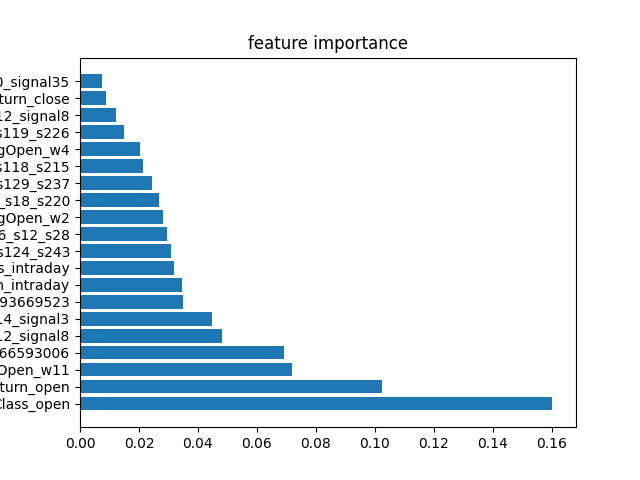 feature importance
0_signal35
turn_close
12_signal8
s119_s226
gOpen_w4
s118_s215
s129_s237
_s18_s220
gOpen_w2
6_s12_s28
s124_s243
s_intraday
n_intraday
93669523
14_signal3
12_signal8
66593006
Open_w11
turn_open
Class_open
0.00 0.02 0.04 0.06 0.08 0.10 0.12 0.14 0.16